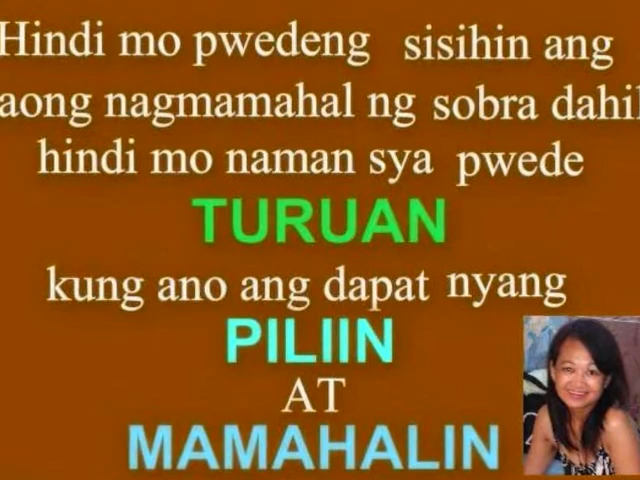 Hindi mo pwedeng sisihin ang
aong nagmamahal ng sobra dahil
hindi mo naman sya pwede
TURUAN
kung ano ang dapat nyang
PILIIN
AT
MAMAHALIN